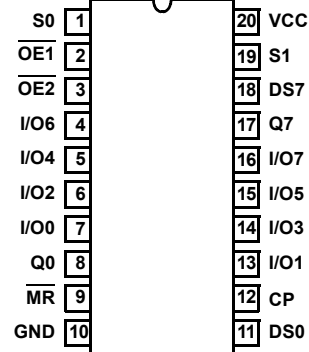 S0 1 20 VCC
OE1 2 19 S1
OE2 3 18 DS7
I/O6 4 17 Q7
I/O4 5 16 I/O7
I/O2 6 15 I/O5
I/O0 7 14 I/O3
Q0 8 13 I/O1
MR 9 12 CP
GND 10 11 DS0